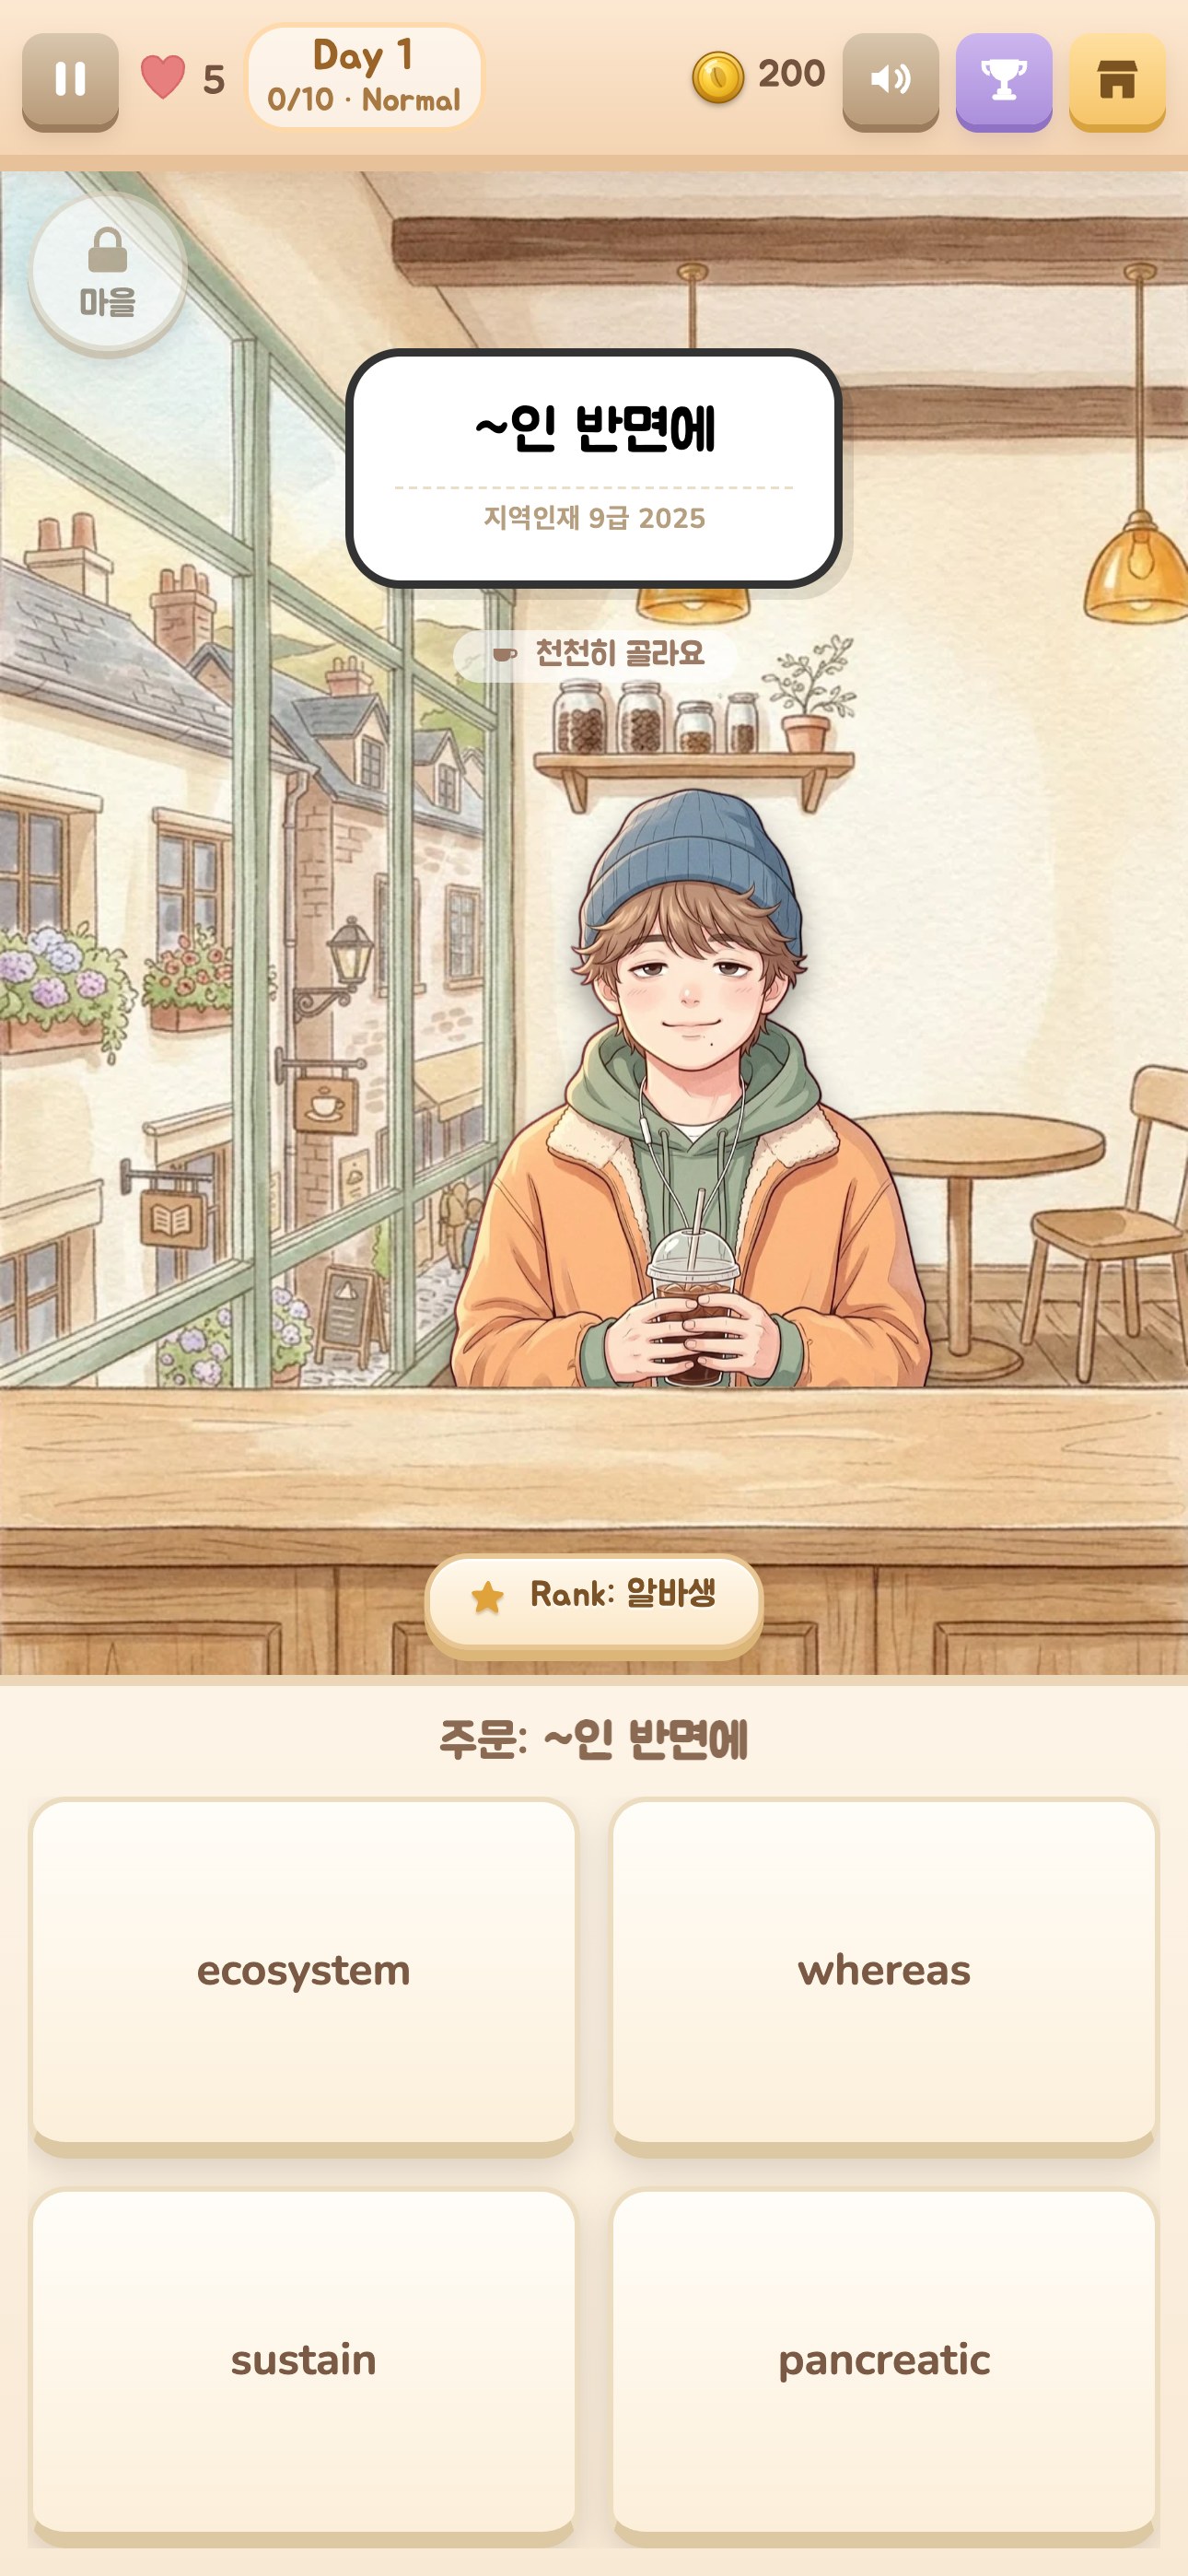 5
Day 1
0/10 · Normal
200
마을
~인 반면에
지역인재 9급 2025
천천히 골라요
Rank: 알바생
주문: ~인 반면에
ecosystem
whereas
sustain
pancreatic